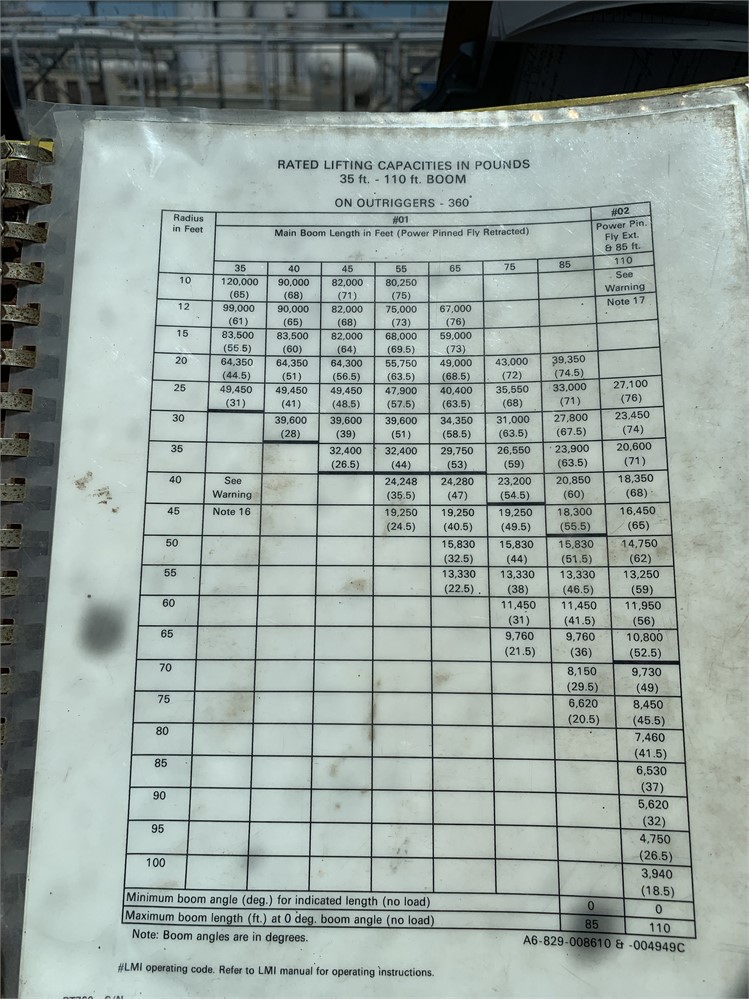 RATED LIFTING CAPACITIES IN POUNDS
35 ft. - 110 ft. BOOM
ON OUTRIGGERS - 360°
Radius in Feet #01 #02
Main Boom Length in Feet (Power Pinned Fly Retracted) Power Pin. Fly Ext. & 85 ft.
35 40 45 55 65 75 85 110
10 120,000 90,000 82,000 80,250 See
(65) (68) (71) (75) Warning
12 99,000 90,000 82,000 75,000 67,000 Note 17
(61) (65) (68) (73) (76)
15 83,500 83,500 82,000 68,000 59,000
(55.5) (60) (64) (69.5) (73)
20 64,350 64,350 64,300 55,750 49,000 43,000 39,350
(44.5) (51) (56.5) (63.5) (68.5) (72) (74.5)
25 49,450 49,450 49,450 47,900 40,400 35,550 33,000 27,100
(31) (41) (48.5) (57.5) (63.5) (68) (71) (76)
30 39,600 39,600 39,600 34,350 31,000 27,800 23,450
(28) (39) (51) (58.5) (63.5) (67.5) (74)
35 32,400 32,400 29,750 26,550 23,900 20,600
(26.5) (44) (53) (59) (63.5) (71)
40 See 24,248 24,280 23,200 20,850 18,350
Warning (35.5) (47) (54.5) (60) (68)
45 Note 16 19,250 19,250 19,250 18,300 16,450
(24.5) (40.5) (49.5) (55.5) (65)
50 15,830 15,830 15,830 14,750
(32.5) (44) (51.5) (62)
55 13,330 13,330 13,330 13,250
(22.5) (38) (46.5) (59)
60 11,450 11,450 11,950
(31) (41.5) (56)
65 9,760 9,760 10,800
(21.5) (36) (52.5)
70 8,150 9,730
(29.5) (49)
75 6,620 8,450
(20.5) (45.5)
80 7,460
(41.5)
85 6,530
(37)
90 5,620
(32)
95 4,750
(26.5)
100 3,940
(18.5)
Minimum boom angle (deg.) for indicated length (no load) 0 0
Maximum boom length (ft.) at 0 deg. boom angle (no load) 85 110
Note: Boom angles are in degrees. A6-829-008610 & -004949C
#LMI operating code. Refer to LMI manual for operating instructions.